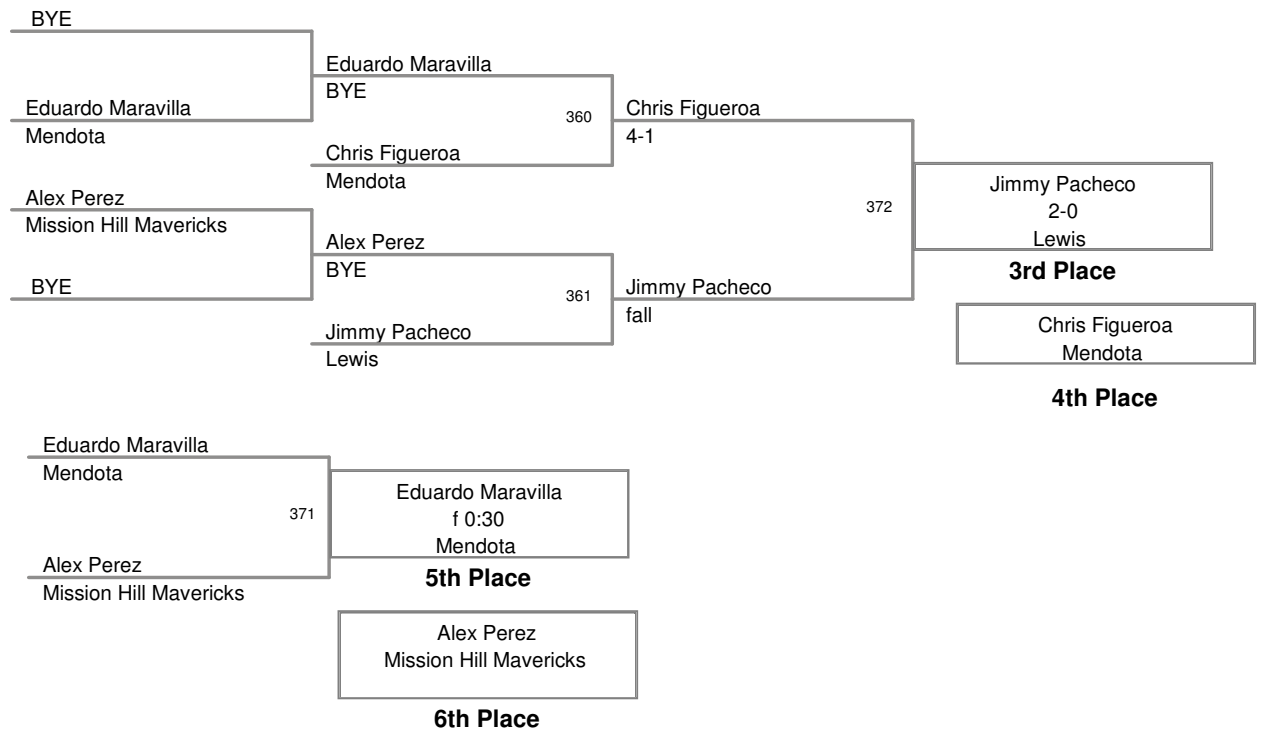 BYE
Eduardo Maravilla
BYE
Eduardo Maravilla
Mendota
360
Chris Figueroa
4-1
Chris Figueroa
Mendota
Alex Perez
Mission Hill Mavericks
372
Jimmy Pacheco
2-0
Lewis
3rd Place
Alex Perez
BYE
BYE
361
Jimmy Pacheco
fall
Jimmy Pacheco
Lewis
Chris Figueroa
Mendota
4th Place
Eduardo Maravilla
Mendota
371
Eduardo Maravilla
f 0:30
Mendota
5th Place
Alex Perez
Mission Hill Mavericks
Alex Perez
Mission Hill Mavericks
6th Place